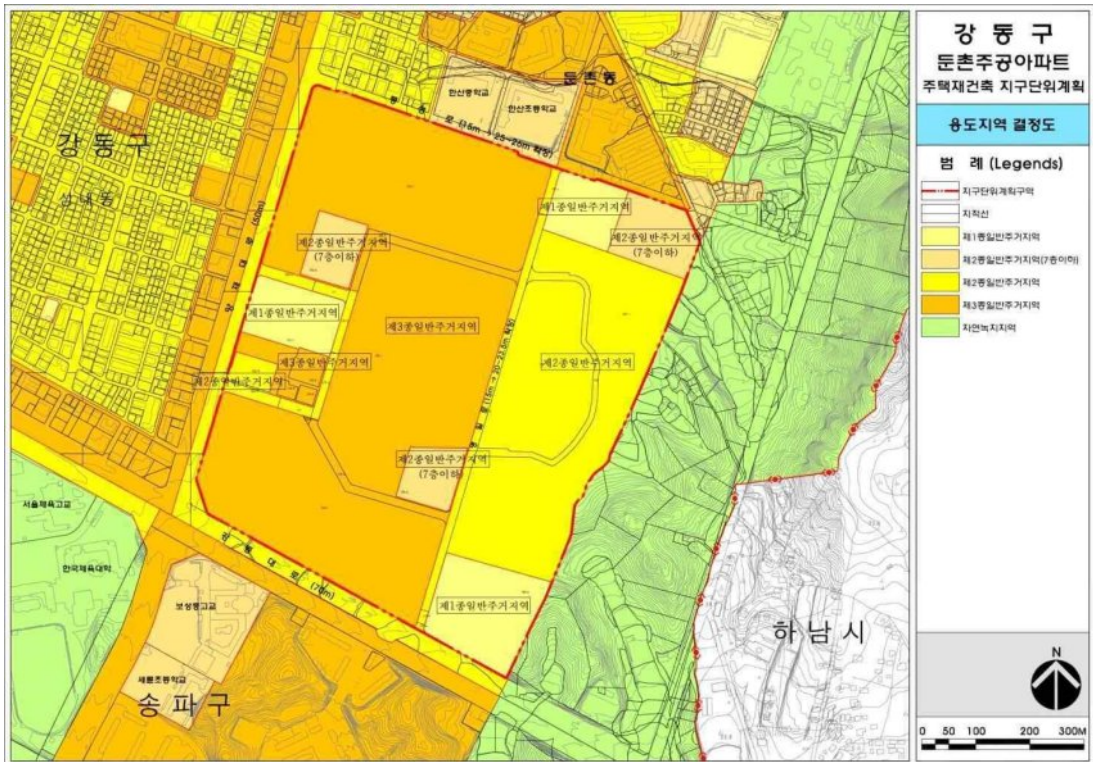 강 동 구
둔촌주공아파트
주택재건축 지구단위계획
용도지역 결정도
범 례 (Legends)
지구단위계획구역
지적선
제1종일반주거지역
제2종일반주거지역(7층이하)
제2종일반주거지역
제3종일반주거지역
자연녹지지역
N
0 50 100 200 300M
둔촌동
한산중학교
한산초등학교
로 (15m → 25~26m 확장)
강 동 구
성내동
(50m)
제1종일반주거지역
제2종일반주거지역
(7층이하)
제2종일반주거지역
(7층이하)
제1종일반주거지역
제3종일반주거지역
제3종일반주거지역
제2종일반주거지역
제2종일반주거지역
제2종일반주거지역
(7층이하)
서울체육고교
한국체육대학
대 로 (70m)
제1종일반주거지역
보성중고교
세륜초등학교
송 파 구
하 남 시